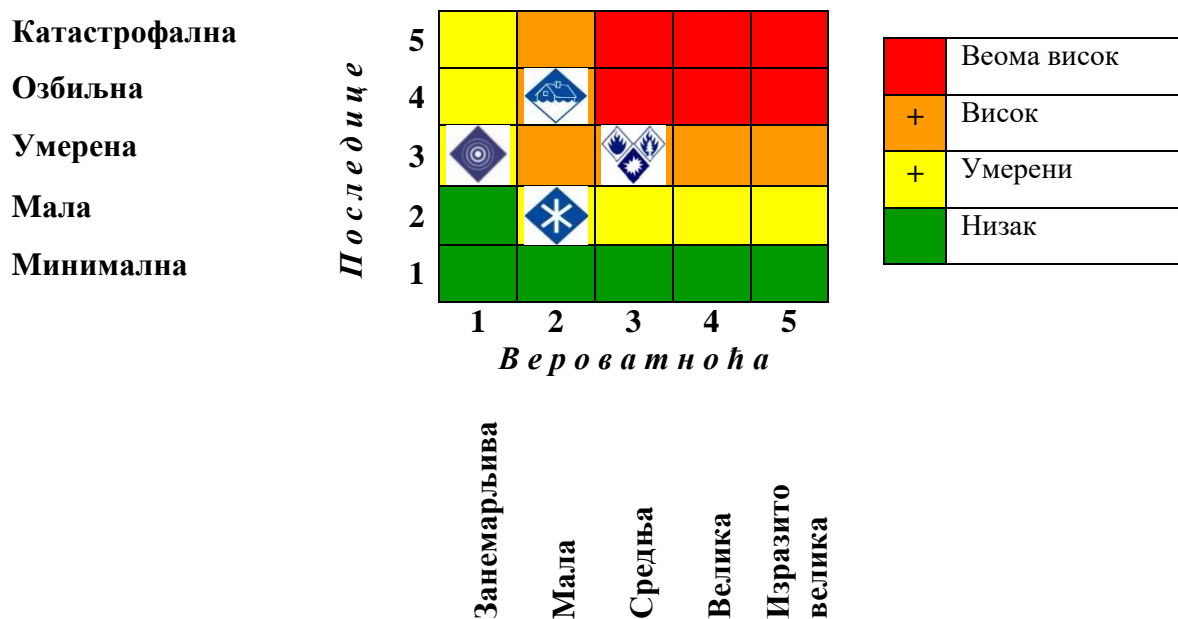 Катастрофална
Озбиљна
Умерена
Мала
Минимална
Последице
5
4
3
2
1
1 2 3 4 5
Вероватноћа
Занемарљива
Мала
Средња
Велика
Изразито
велика
Веома висок
+ Висок
+ Умерени
Низак